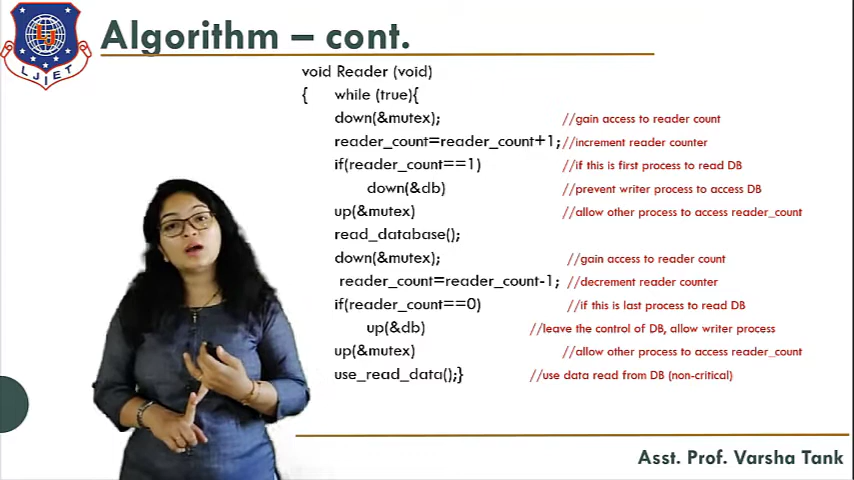 LJ
LJIET
Algorithm – cont.
void Reader (void)
{ while (true){
down(&mutex); //gain access to reader count
reader_count=reader_count+1; //increment reader counter
if(reader_count==1) //if this is first process to read DB
down(&db) //prevent writer process to access DB
up(&mutex) //allow other process to access reader_count
read_database();
down(&mutex); //gain access to reader count
reader_count=reader_count-1; //decrement reader counter
if(reader_count==0) //if this is last process to read DB
up(&db) //leave the control of DB, allow writer process
up(&mutex) //allow other process to access reader_count
use_read_data();} //use data read from DB (non-critical)
Asst. Prof. Varsha Tank